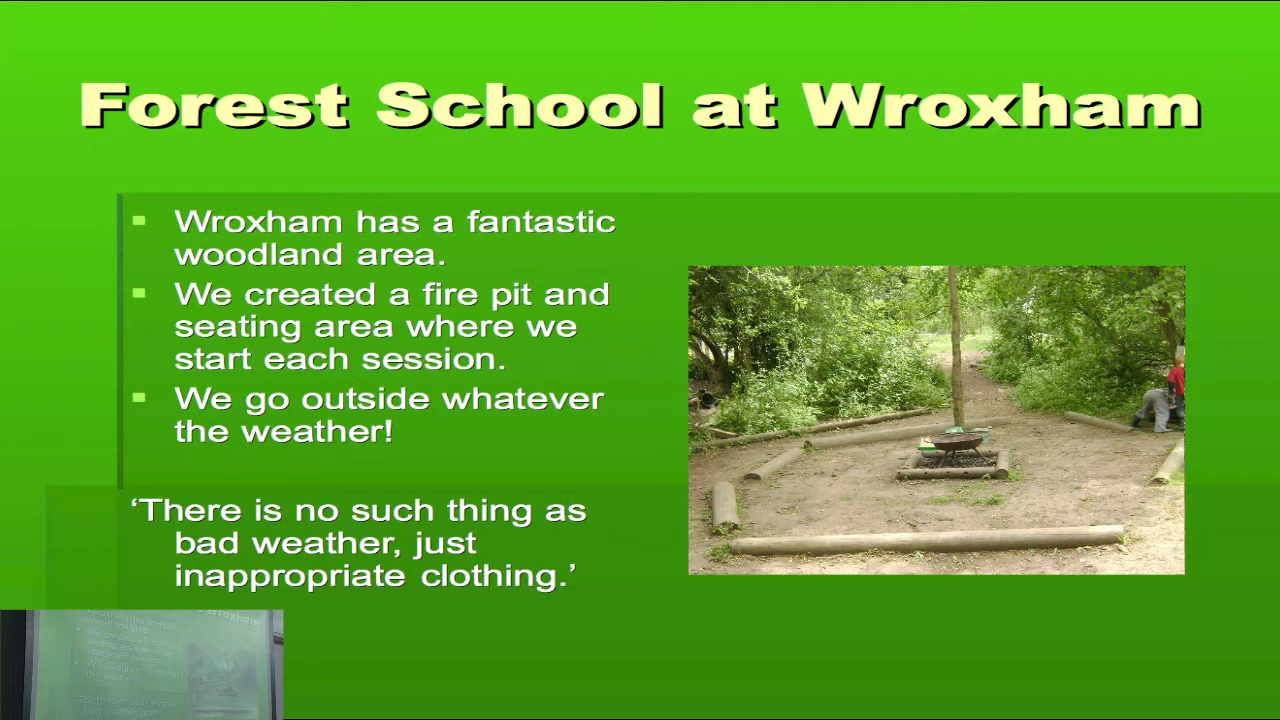 Forest School at Wroxham
▪ Wroxham has a fantastic
woodland area.
▪ We created a fire pit and
seating area where we
start each session.
▪ We go outside whatever
the weather!
‘There is no such thing as
bad weather, just
inappropriate clothing.’